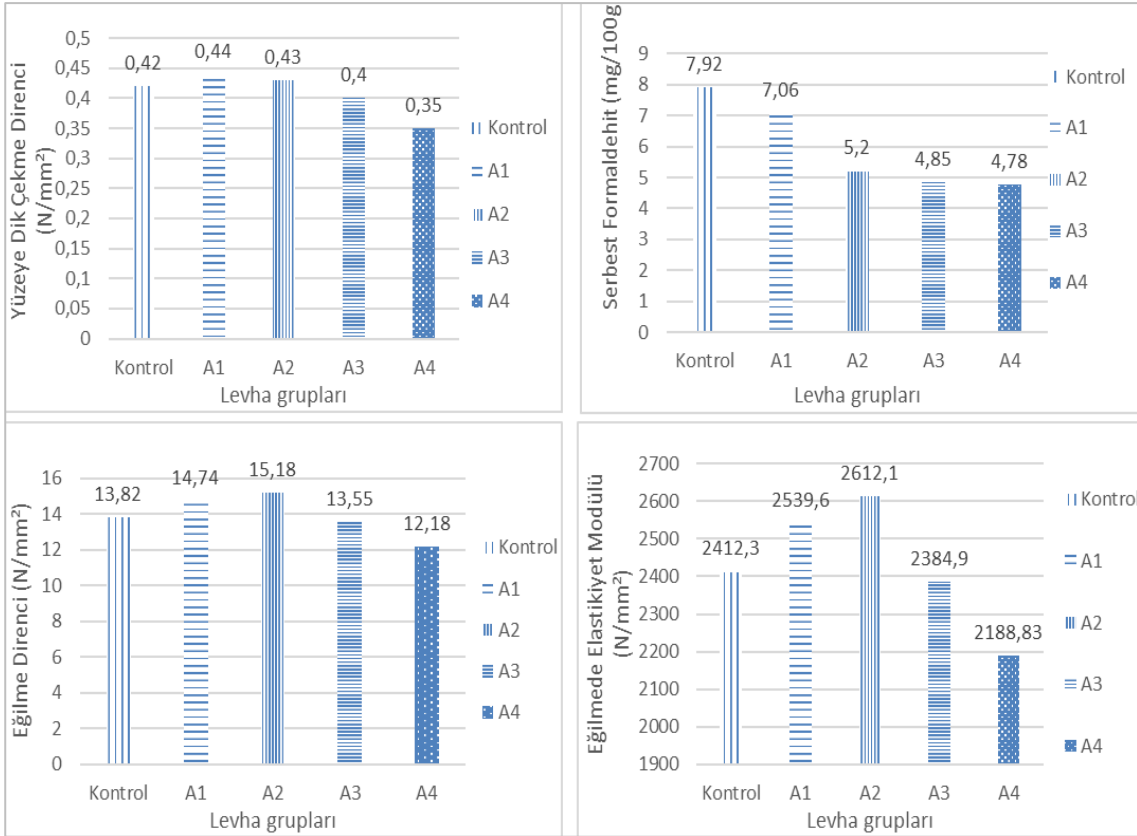 Yüzeye Dik Çekme Direnci
(N/mm²)
0,5
0,45
0,4
0,35
0,3
0,25
0,2
0,15
0,1
0,05
0
0,42
0,44
0,43
0,4
0,35
Kontrol
A1
A2
A3
A4
Levha grupları
Kontrol
A1
A2
A3
A4
Serbest Formaldehit (mg/100g)
9
8
7
6
5
4
3
2
1
0
7,92
7,06
5,2
4,85
4,78
Kontrol
A1
A2
A3
A4
Levha grupları
Kontrol
A1
A2
A3
A4
Eğilme Direnci (N/mm²)
16
14
12
10
8
6
4
2
0
13,82
14,74
15,18
13,55
12,18
Kontrol
A1
A2
A3
A4
Levha grupları
Kontrol
A1
A2
A3
A4
Eğilmede Elastikiyet Modülü
(N/mm²)
2700
2600
2500
2400
2300
2200
2100
2000
1900
2412,3
2539,6
2612,1
2384,9
2188,83
Kontrol
A1
A2
A3
A4
Levha grupları
Kontrol
A1
A2
A3
A4